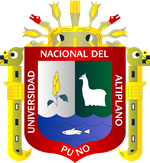 UNIVERSIDAD
NACIONAL DEL
ALTIPLANO
PUNO